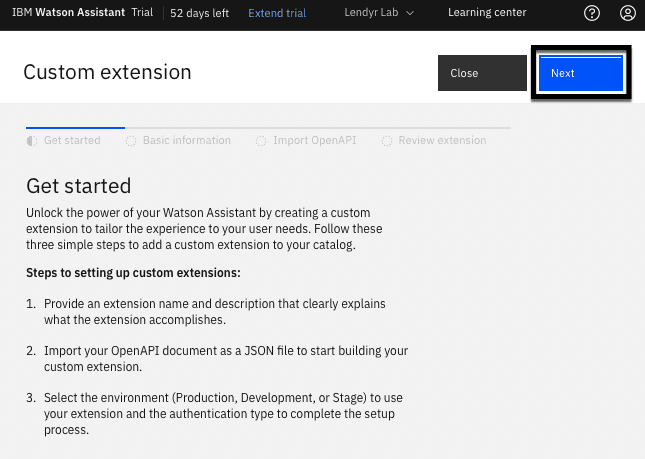 IBM Watson Assistant Trial 52 days left Extend trial Lendyr Lab Learning center
Custom extension Close Next
Get started Basic information Import OpenAPI Review extension
Get started
Unlock the power of your Watson Assistant by creating a custom
extension to tailor the experience to your user needs. Follow these
three simple steps to add a custom extension to your catalog.
Steps to setting up custom extensions:
1. Provide an extension name and description that clearly explains
what the extension accomplishes.
2. Import your OpenAPI document as a JSON file to start building your
custom extension.
3. Select the environment (Production, Development, or Stage) to use
your extension and the authentication type to complete the setup
process.